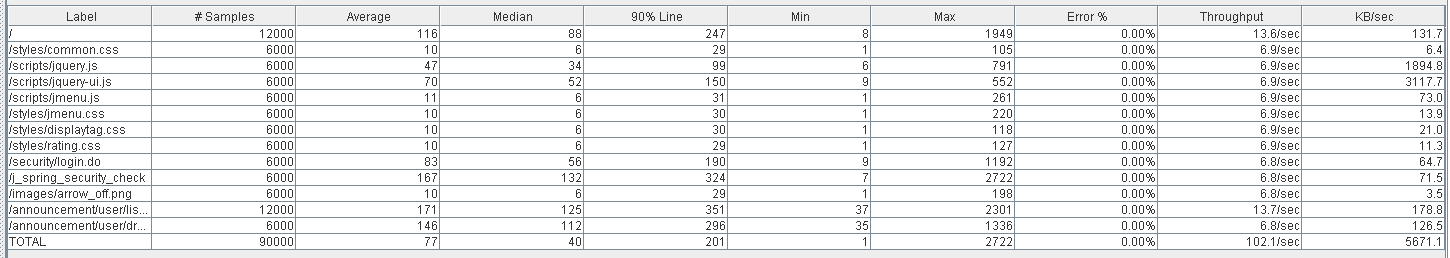 Label # Samples Average Median 90% Line Min Max Error % Throughput KB/sec
/ 12000 116 88 247 8 1949 0.00% 13.6/sec 131.7
/styles/common.css 6000 10 6 29 1 105 0.00% 6.9/sec 6.4
/scripts/jquery.js 6000 47 34 99 6 791 0.00% 6.9/sec 1894.8
/scripts/jquery-ui.js 6000 70 52 150 9 552 0.00% 6.9/sec 3117.7
/scripts/jmenu.js 6000 11 6 31 1 261 0.00% 6.9/sec 73.0
/styles/jmenu.css 6000 10 6 30 1 220 0.00% 6.9/sec 13.9
/styles/displaytag.css 6000 10 6 30 1 118 0.00% 6.9/sec 21.0
/styles/rating.css 6000 10 6 29 1 127 0.00% 6.9/sec 11.3
/security/login.do 6000 83 56 190 9 1192 0.00% 6.8/sec 64.7
/j_spring_security_check 6000 167 132 324 7 2722 0.00% 6.8/sec 71.5
/images/arrow_off.png 6000 10 6 29 1 198 0.00% 6.8/sec 3.5
/announcement/user/lis... 12000 171 125 351 37 2301 0.00% 13.7/sec 178.8
/announcement/user/dr... 6000 146 112 296 35 1336 0.00% 6.8/sec 126.5
TOTAL 90000 77 40 201 1 2722 0.00% 102.1/sec 5671.1